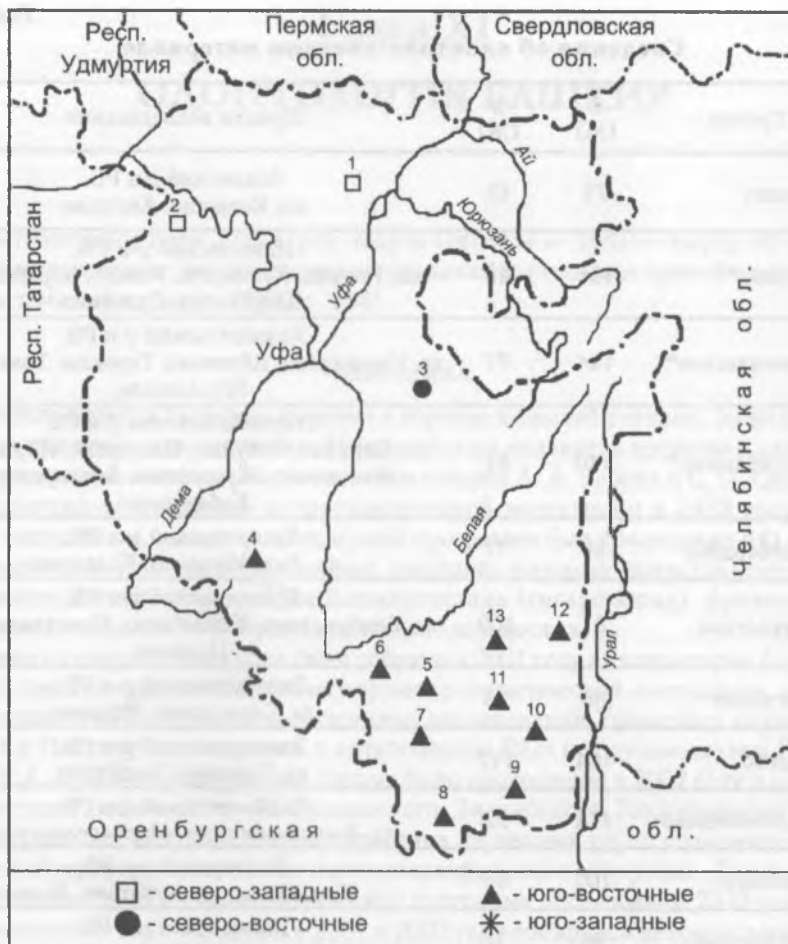 Респ.
Удмуртия
Пермская
обл.
Свердловская
обл.
Ай
1
2
Юрюзань
Респ. Татарстан
Уфа
Уфа
3
Челябинская обл
Дема
Белая
4
13
12
Урал
6
5
11
7
10
9
8
Оренбургская
обл.
- северо-западные
- юго-восточные
- северо-восточные
- юго-западные